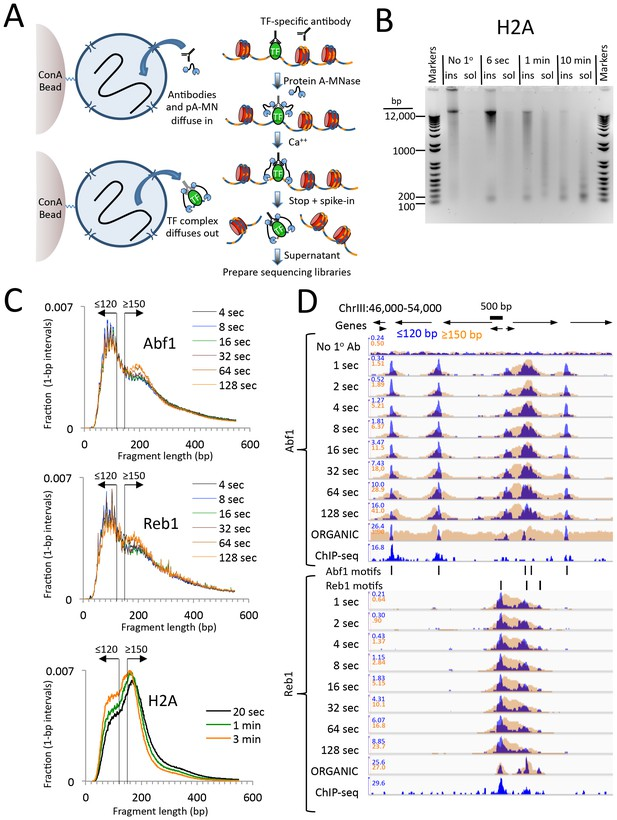 A
ConA
Bead
Antibodies
and pA-MN
diffuse in
ConA
Bead
TF complex
diffuses out
TF
TF-specific antibody
TF
Protein A-MNase
TF
Ca++
TF
Stop + spike-in
TF
Supernatant
Prepare sequencing libraries
B
H2A
Markers
No 1° 6 sec 1 min 10 min
ins sol ins sol ins sol ins sol
Markers
bp
12,000
1000
200
100
C
0.007
≤120 ≥150
Abf1
4 sec
8 sec
16 sec
32 sec
64 sec
128 sec
Fraction (1-bp intervals)
0
0 200 400 600
Fragment length (bp)
0.007
≤120 ≥150
Reb1
4 sec
8 sec
16 sec
32 sec
64 sec
128 sec
Fraction (1-bp intervals)
0
0 200 400 600
Fragment length (bp)
0.007
≤120 ≥150
H2A
20 sec
1 min
3 min
Fraction (1-bp intervals)
0
0 200 400 600
Fragment length (bp)
D
ChrIII:46,000-54,000 500 bp
Genes
≤120 bp ≥150 bp
Abf1
No 1° Ab 0.24 0.50
1 sec 0.34 1.51
2 sec 0.52 1.89
4 sec 1.27 5.21
8 sec 1.81 6.37
16 sec 3.47 11.5
32 sec 7.43 18.0
64 sec 10.0 28.9
128 sec 16.0 41.0
ORGANIC 26.4
ChIP-seq 16.8
Abf1 motifs
Reb1 motifs
Reb1
1 sec 0.21 0.64
2 sec 0.30 .90
4 sec 0.43 1.37
8 sec 1.15 2.84
16 sec 1.83 5.15
32 sec 4.31 10.1
64 sec 6.07 16.8
128 sec 8.85 23.7
ORGANIC 25.6 27.0
ChIP-seq 29.6